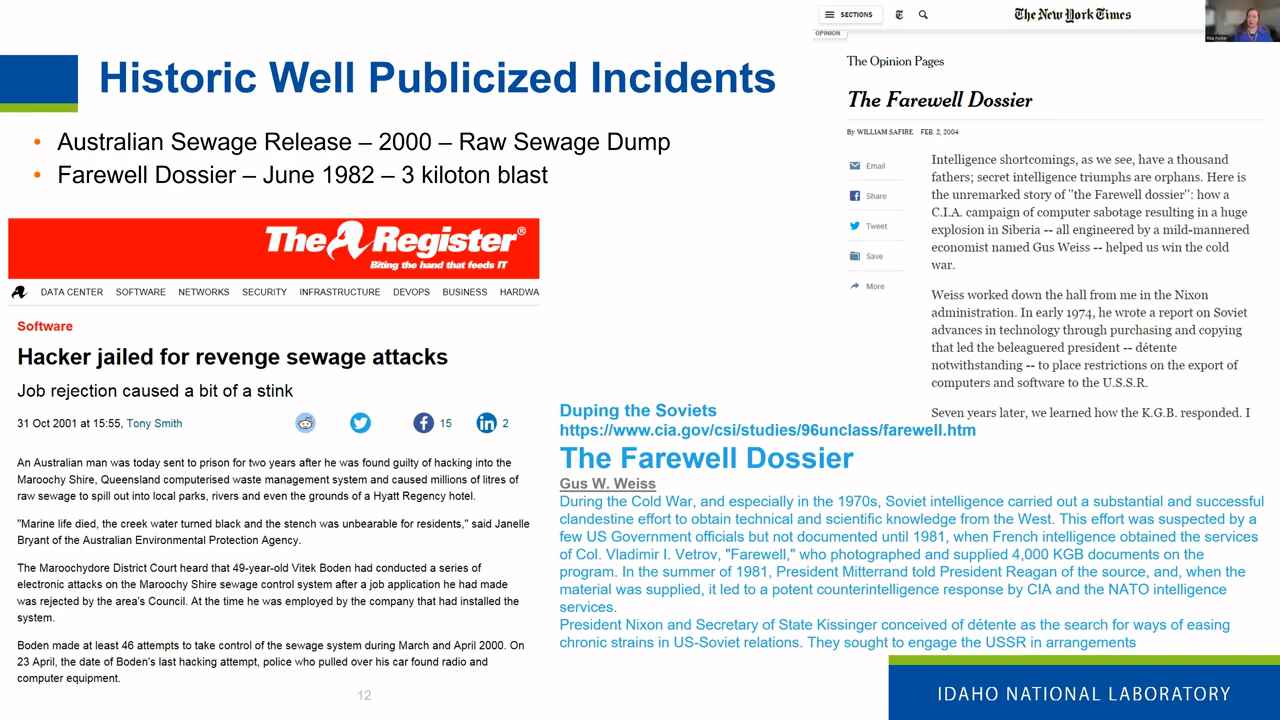 Historic Well Publicized Incidents
• Australian Sewage Release – 2000 – Raw Sewage Dump
• Farewell Dossier – June 1982 – 3 kiloton blast
The Register®
Biting the hand that feeds IT
DATA CENTER SOFTWARE NETWORKS SECURITY INFRASTRUCTURE DEVOPS BUSINESS HARDWA
Software
Hacker jailed for revenge sewage attacks
Job rejection caused a bit of a stink
31 Oct 2001 at 15:55, Tony Smith
15
2
An Australian man was today sent to prison for two years after he was found guilty of hacking into the
Maroochy Shire, Queensland computerised waste management system and caused millions of litres of
raw sewage to spill out into local parks, rivers and even the grounds of a Hyatt Regency hotel.
"Marine life died, the creek water turned black and the stench was unbearable for residents," said Janelle
Bryant of the Australian Environmental Protection Agency.
The Maroochydore District Court heard that 49-year-old Vitek Boden had conducted a series of
electronic attacks on the Maroochy Shire sewage control system after a job application he had made
was rejected by the area's Council. At the time he was employed by the company that had installed the
system.
Boden made at least 46 attempts to take control of the sewage system during March and April 2000. On
23 April, the date of Boden's last hacking attempt, police who pulled over his car found radio and
computer equipment.
SECTIONS
The New York Times
OPINION
The Opinion Pages
The Farewell Dossier
By WILLIAM SAFIRE FEB. 2, 2004
Email
Share
Tweet
Save
More
Intelligence shortcomings, as we see, have a thousand
fathers; secret intelligence triumphs are orphans. Here is
the unremarked story of "the Farewell dossier": how a
C.I.A. campaign of computer sabotage resulting in a huge
explosion in Siberia -- all engineered by a mild-mannered
economist named Gus Weiss -- helped us win the cold
war.
Weiss worked down the hall from me in the Nixon
administration. In early 1974, he wrote a report on Soviet
advances in technology through purchasing and copying
that led the beleaguered president -- détente
notwithstanding -- to place restrictions on the export of
computers and software to the U.S.S.R.
Seven years later, we learned how the K.G.B. responded. I
Duping the Soviets
https://www.cia.gov/csi/studies/96unclass/farewell.htm
The Farewell Dossier
Gus W. Weiss
During the Cold War, and especially in the 1970s, Soviet intelligence carried out a substantial and successful
clandestine effort to obtain technical and scientific knowledge from the West. This effort was suspected by a
few US Government officials but not documented until 1981, when French intelligence obtained the services
of Col. Vladimir I. Vetrov, "Farewell," who photographed and supplied 4,000 KGB documents on the
program. In the summer of 1981, President Mitterrand told President Reagan of the source, and, when the
material was supplied, it led to a potent counterintelligence response by CIA and the NATO intelligence
services.
President Nixon and Secretary of State Kissinger conceived of détente as the search for ways of easing
chronic strains in US-Soviet relations. They sought to engage the USSR in arrangements
12
IDAHO NATIONAL LABORATORY